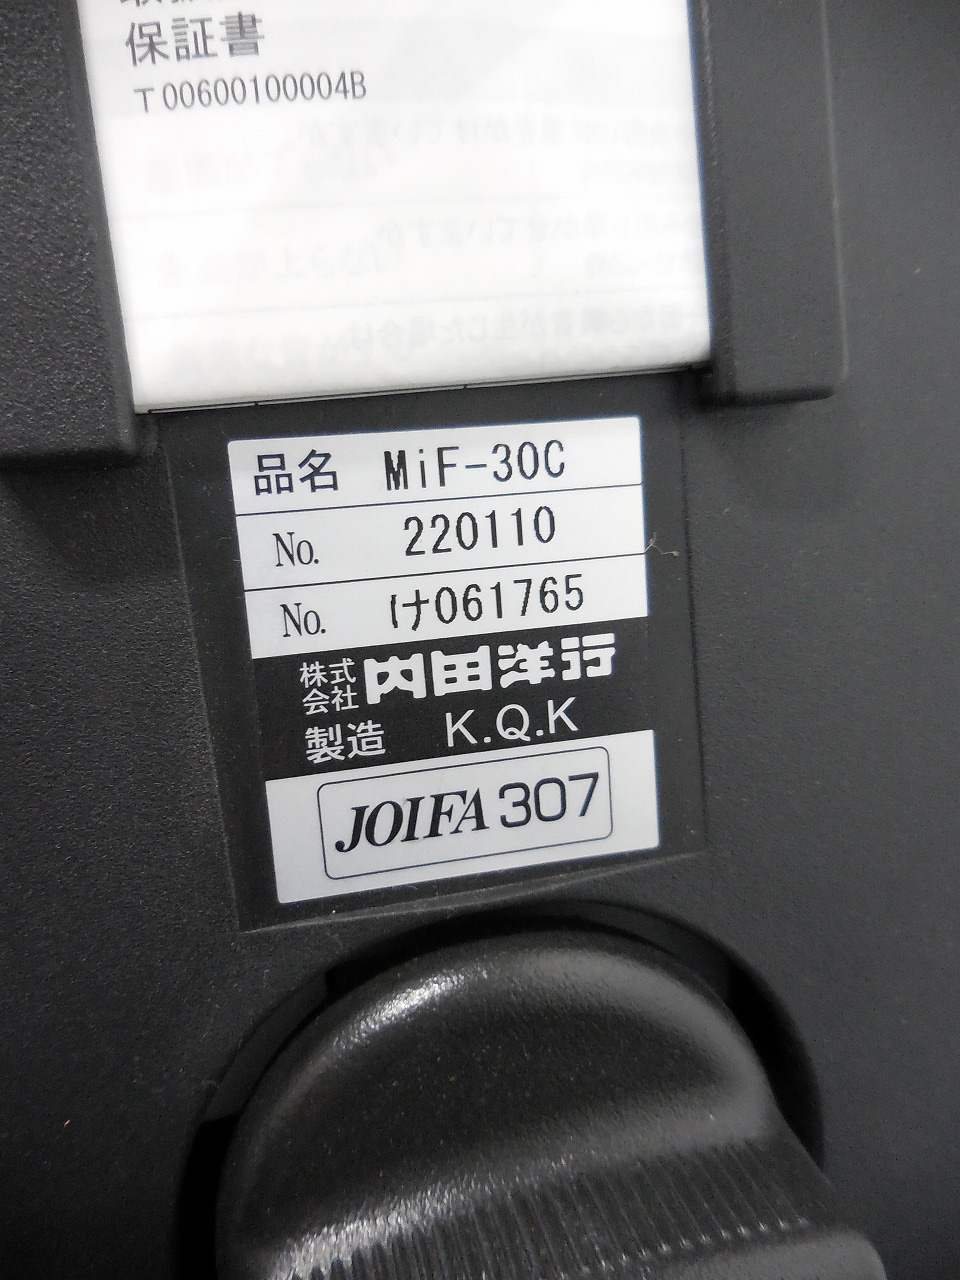 保証書
T00600100004B
品名 MiF-30C
No. 220110
No. け061765
株式会社 内田洋行
製造 K.Q.K
JOIFA 307